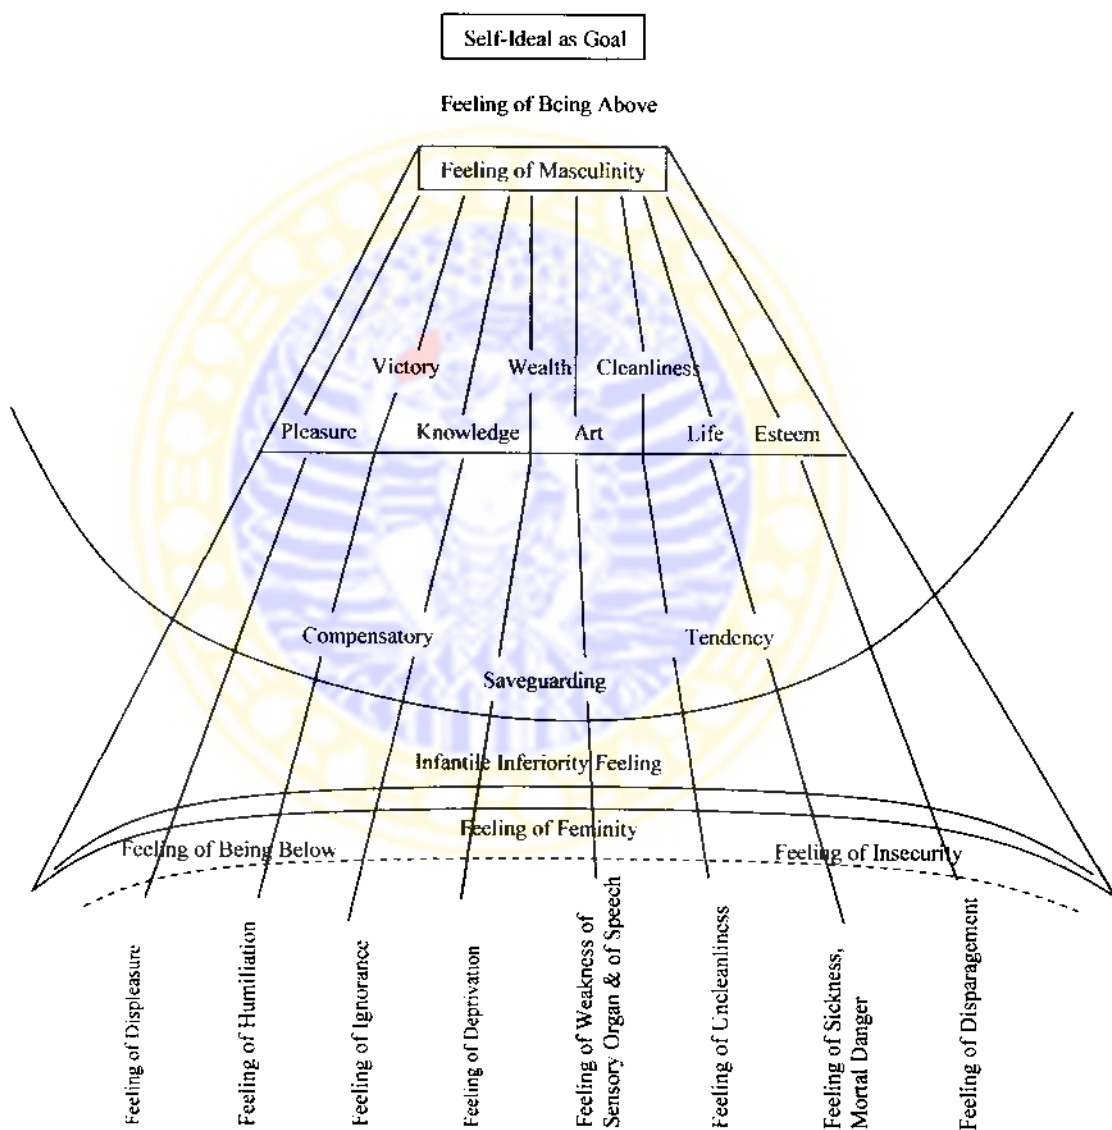 Self-Ideal as Goal
Feeling of Being Above
Feeling of Masculinity
Victory
Wealth
Cleanliness
Pleasure
Knowledge
Art
Life
Esteem
Compensatory
Tendency
Saveguarding
Infantile Inferiority Feeling
Feeling of Feminity
Feeling of Being Below
Feeling of Insecurity
Feeling of Displeasure
Feeling of Humiliation
Feeling of Ignorance
Feeling of Deprivation
Feeling of Weakness of
Sensory Organ & of Speech
Feeling of Uncleanliness
Feeling of Sickness,
Mortal Danger
Feeling of Disparagement